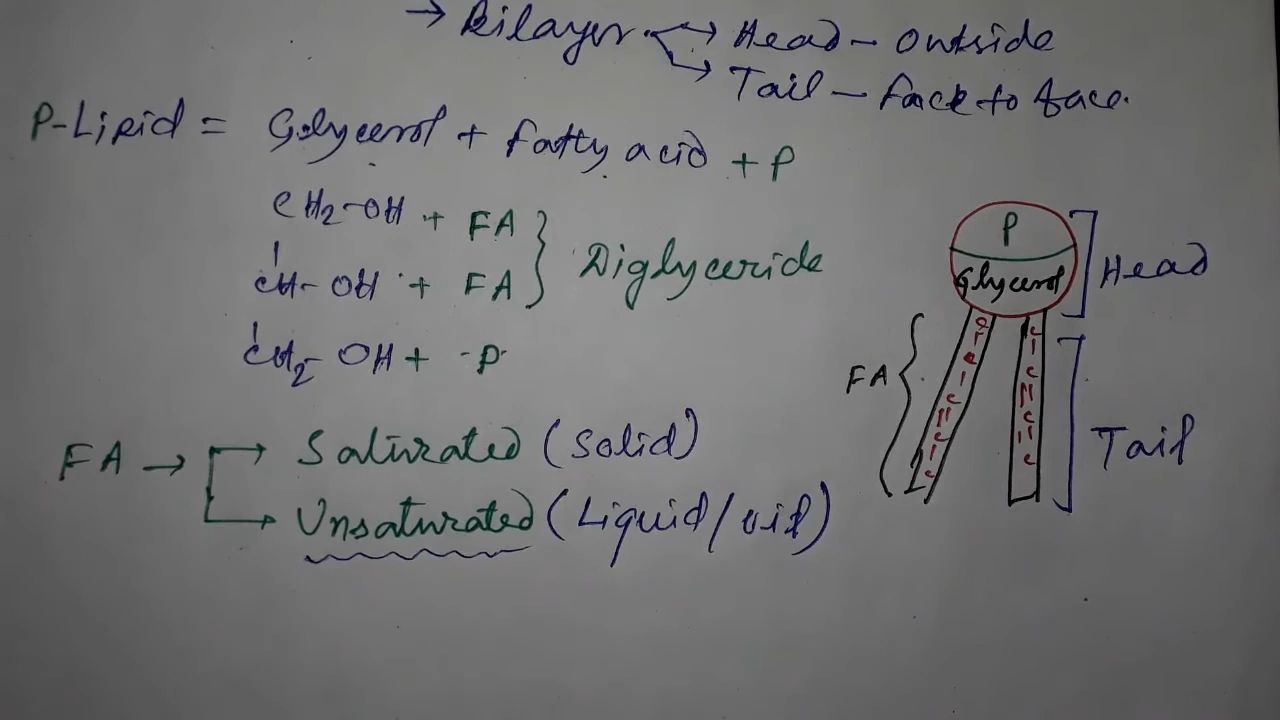 → Bilayer → Head - Outside
→ Tail - face to face.
P-Lipid = Glycerol + fatty acid + P
CH2-OH + FA
CH-OH + FA } Diglyceride
CH2-OH + P
FA → Saturated (Solid)
Unsaturated (Liquid/oil)
P
Glycerol
Head
FA
Tail